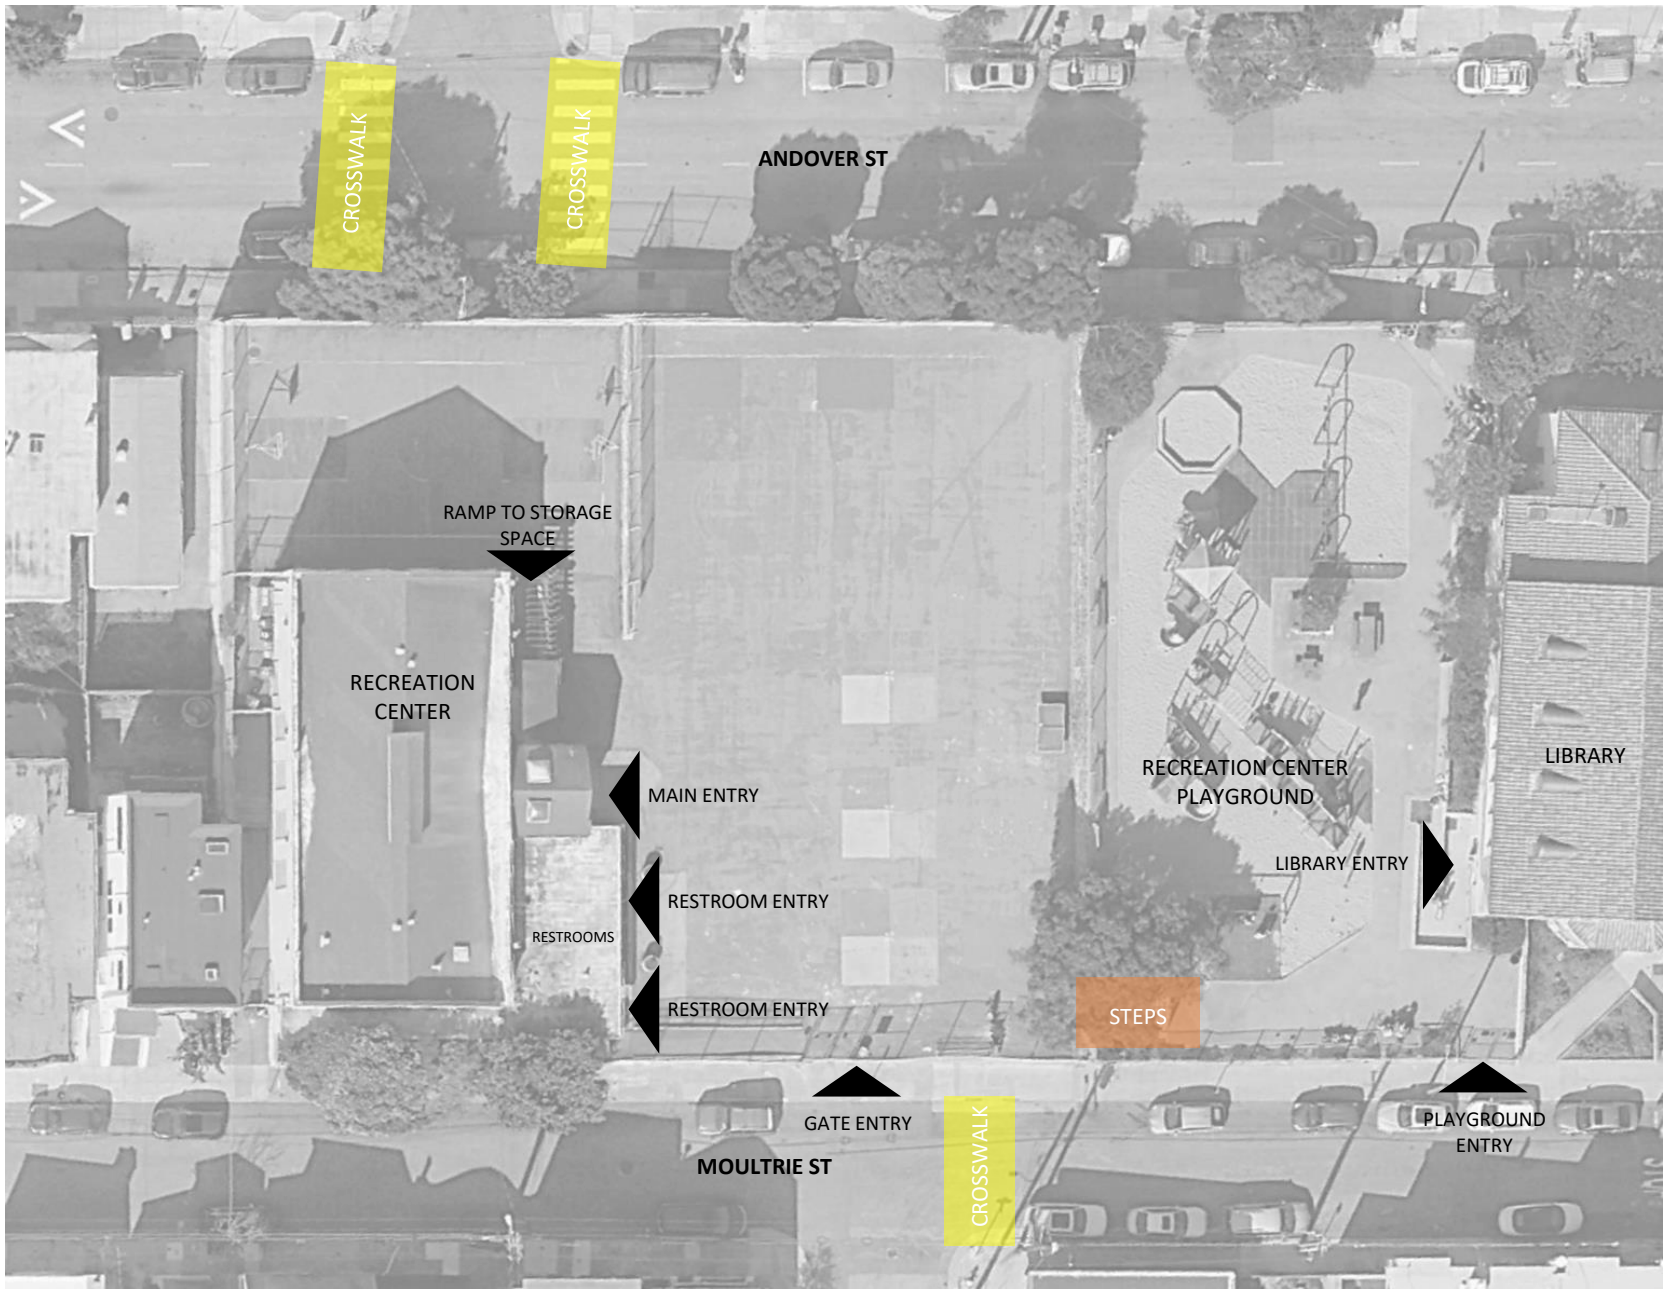 CROSSWALK
CROSSWALK
ANDOVER ST
RAMP TO STORAGE
SPACE
RECREATION
CENTER
MAIN ENTRY
RECREATION CENTER
PLAYGROUND
LIBRARY
LIBRARY ENTRY
RESTROOM ENTRY
RESTROOMS
RESTROOM ENTRY
STEPS
GATE ENTRY
CROSSWALK
PLAYGROUND
ENTRY
MOULTRIE ST